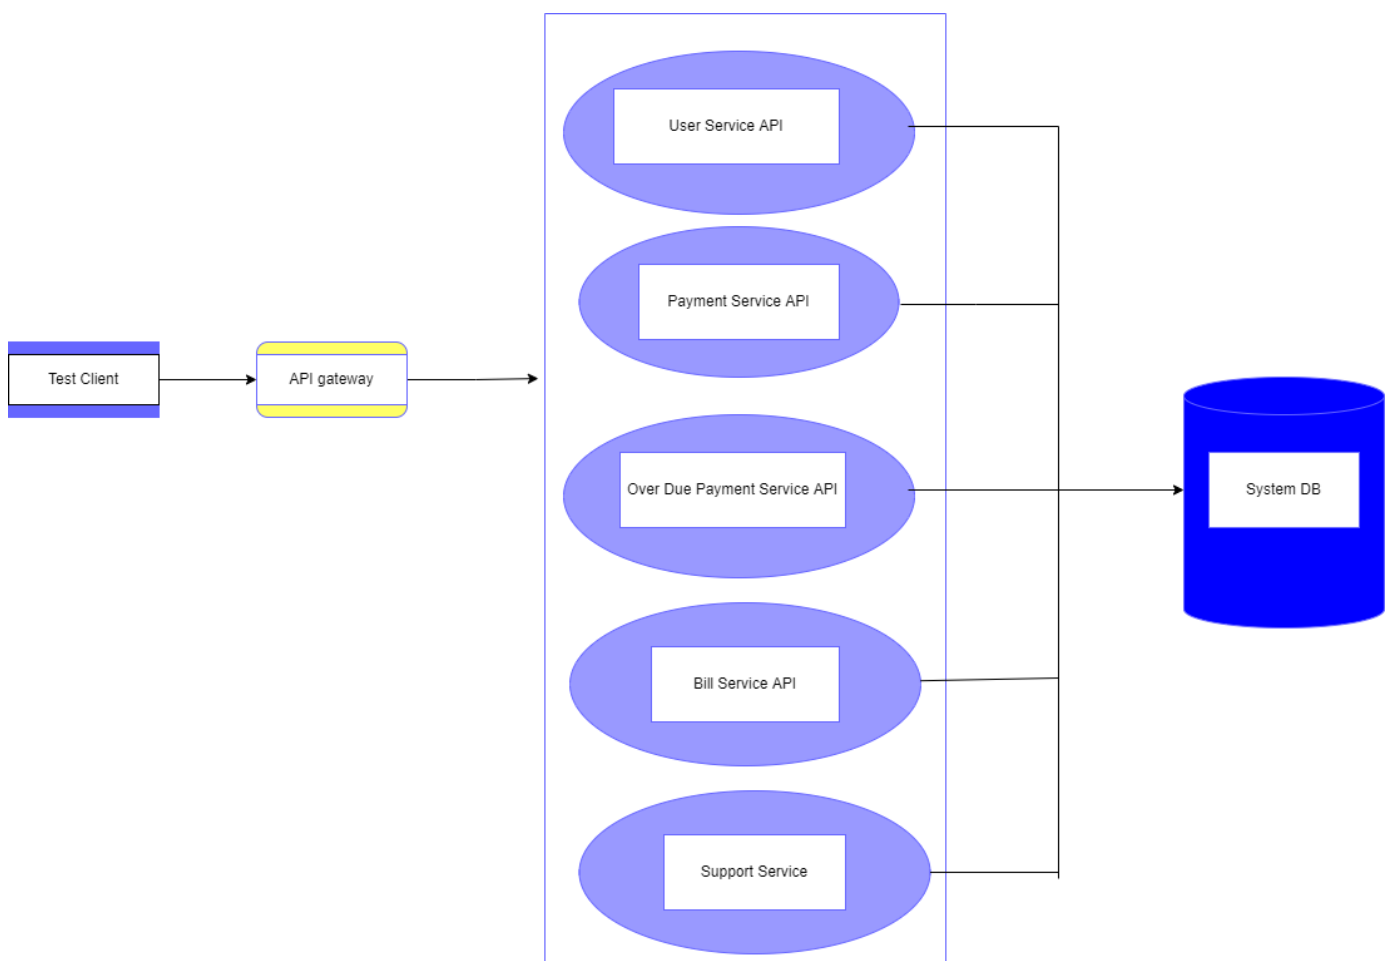 User Service API
Payment Service API
Test Client
API gateway
Over Due Payment Service API
System DB
Bill Service API
Support Service